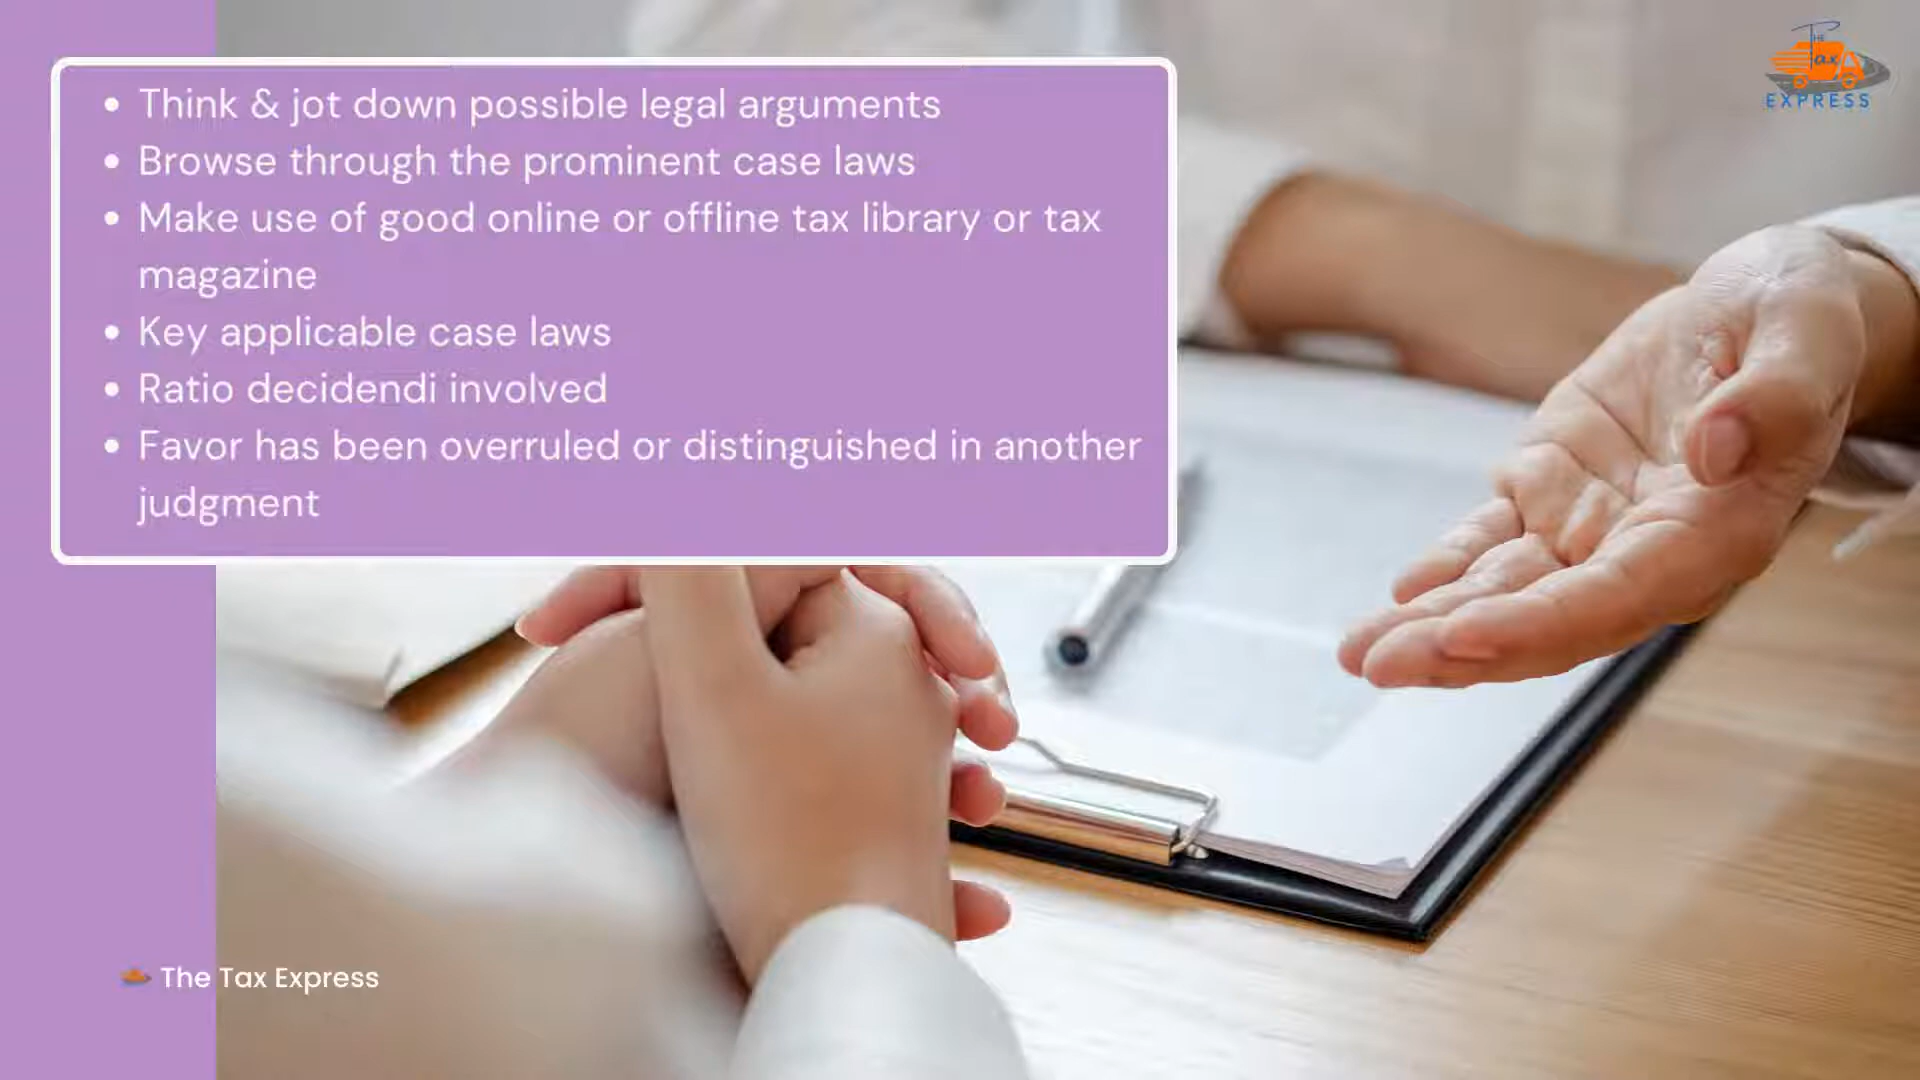 • Think & jot down possible legal arguments
• Browse through the prominent case laws
• Make use of good online or offline tax library or tax
magazine
• Key applicable case laws
• Ratio decidendi involved
• Favor has been overruled or distinguished in another
judgment
THE
Tax
EXPRESS
The Tax Express